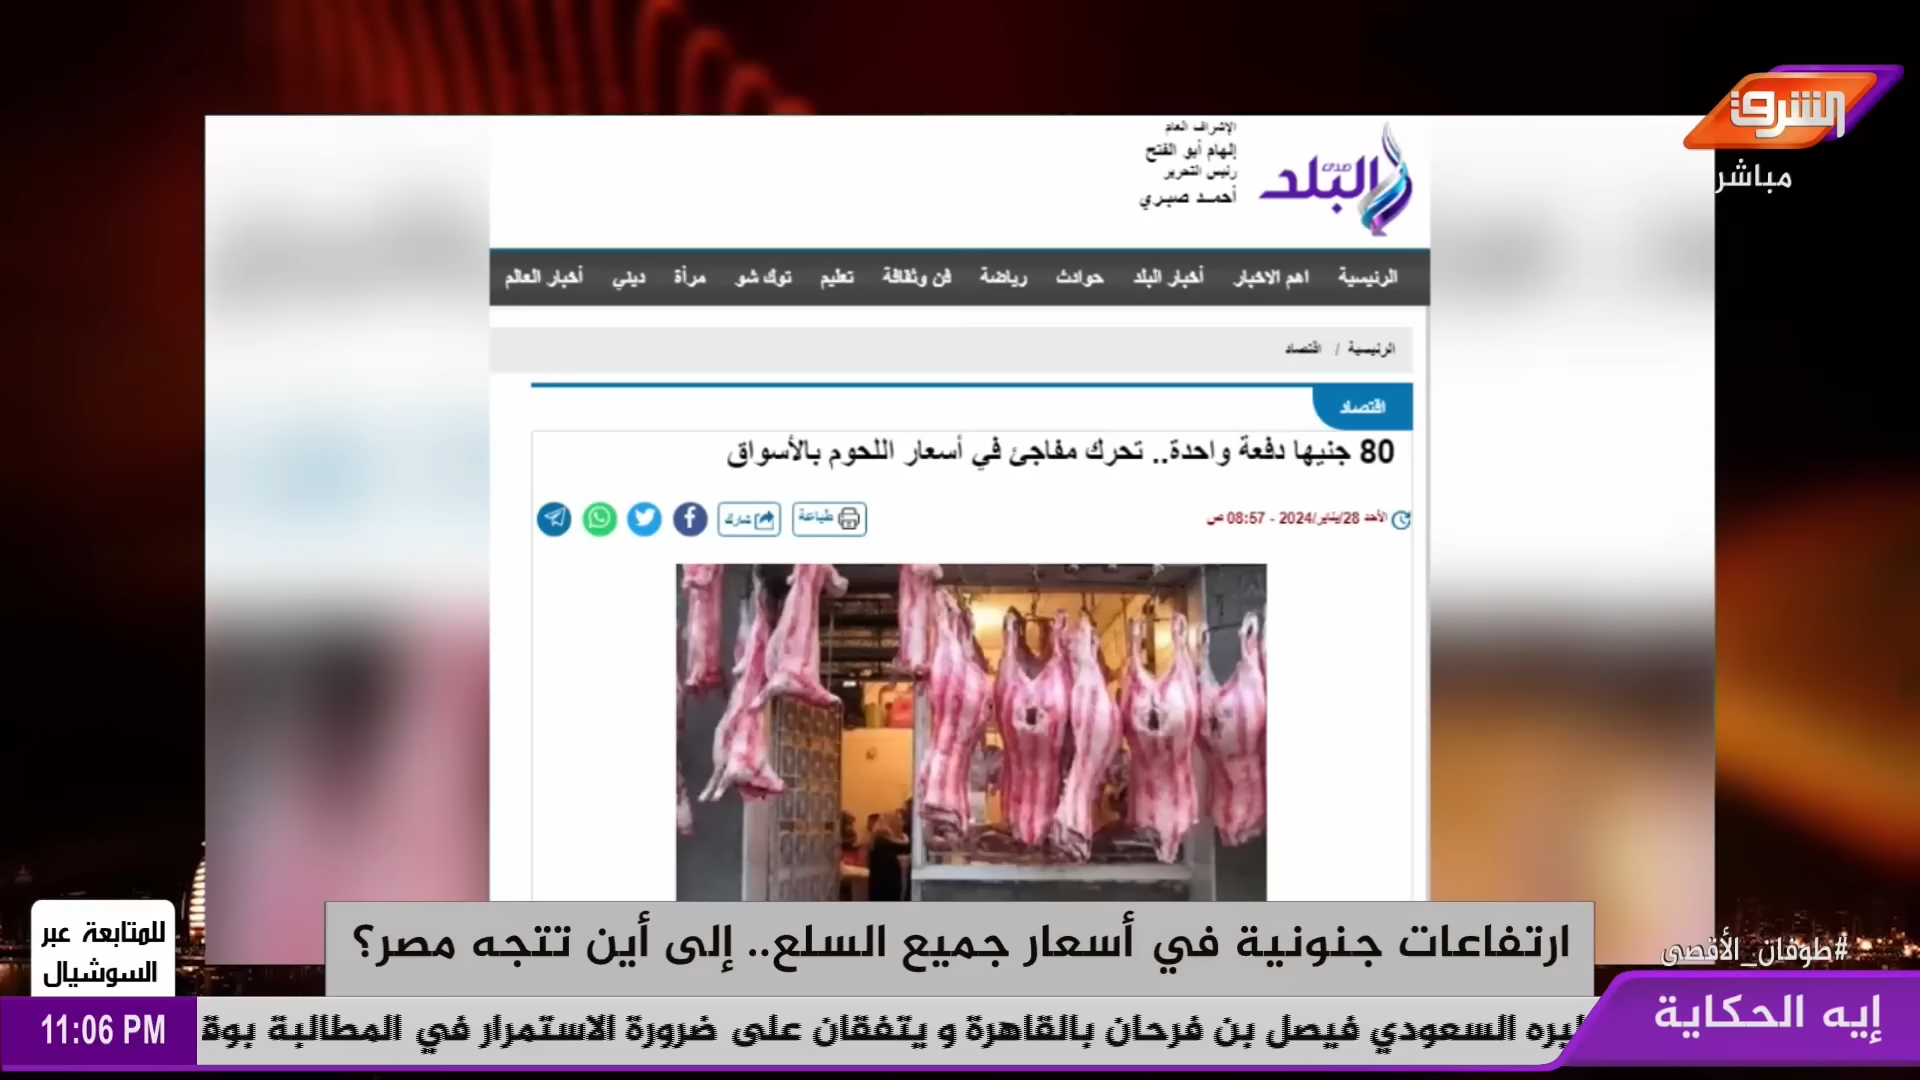 الشرق
مباشر
الإشراف العام
إلهام أبو الفتح
رئيس التحرير
أحمـد صبـري
صدى البلد
الرئيسية اهم الاخبار أخبار البلد حوادث رياضة فن وثقافة تعليم توك شو مرأة ديني أخبار العالم
الرئيسية / اقتصاد
اقتصاد
80 جنيها دفعة واحدة.. تحرك مفاجئ في أسعار اللحوم بالأسواق
الأحد 28/يناير/2024 - 08:57 ص
طباعة شارك
ارتفاعات جنونية في أسعار جميع السلع.. إلى أين تتجه مصر؟
#طوفان_الأقصى
للمتابعة عبر
السوشيال
إيه الحكاية
السعودي فيصل بن فرحان بالقاهرة و يتفقان على ضرورة الاستمرار في المطالبة
11:06 PM